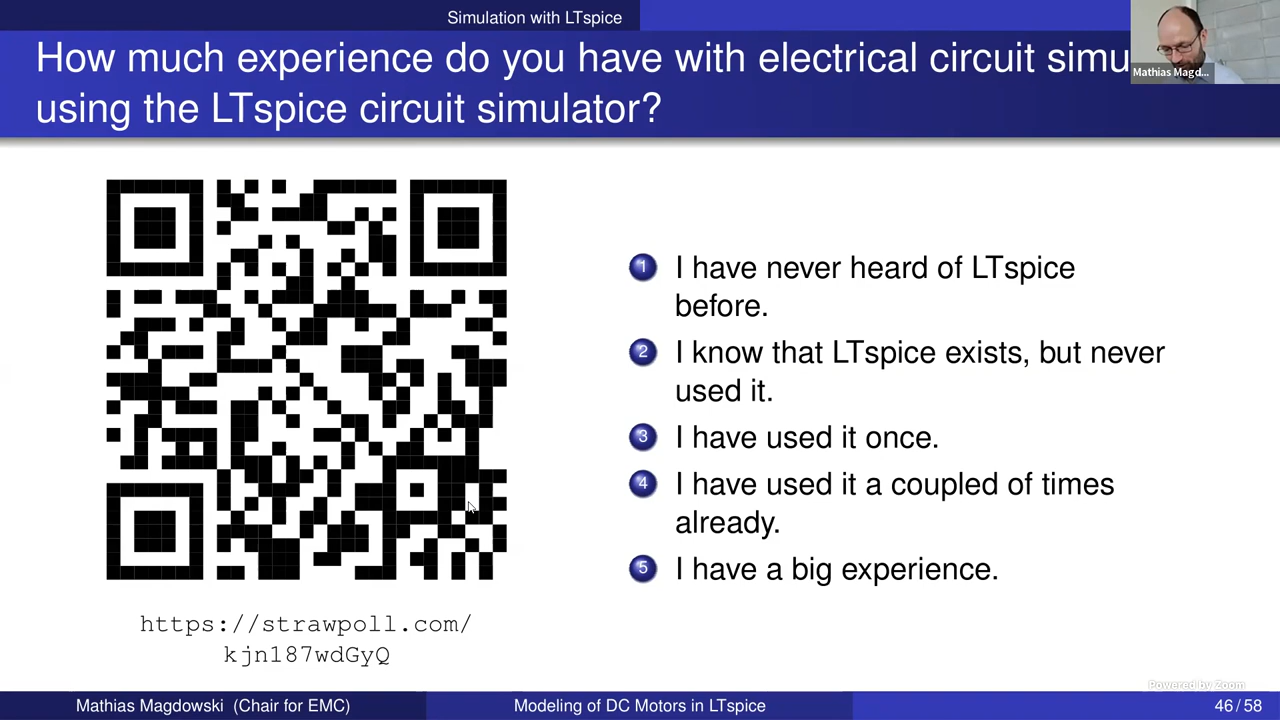 Simulation with LTspice
How much experience do you have with electrical circuit simu
using the LTspice circuit simulator?
Mathias Magd...
1 I have never heard of LTspice
before.
2 I know that LTspice exists, but never
used it.
3 I have used it once.
4 I have used it a coupled of times
already.
5 I have a big experience.
https://strawpoll.com/
kjn187wdGyQ
Powered by Zoom
Mathias Magdowski (Chair for EMC)
Modeling of DC Motors in LTspice
46/58